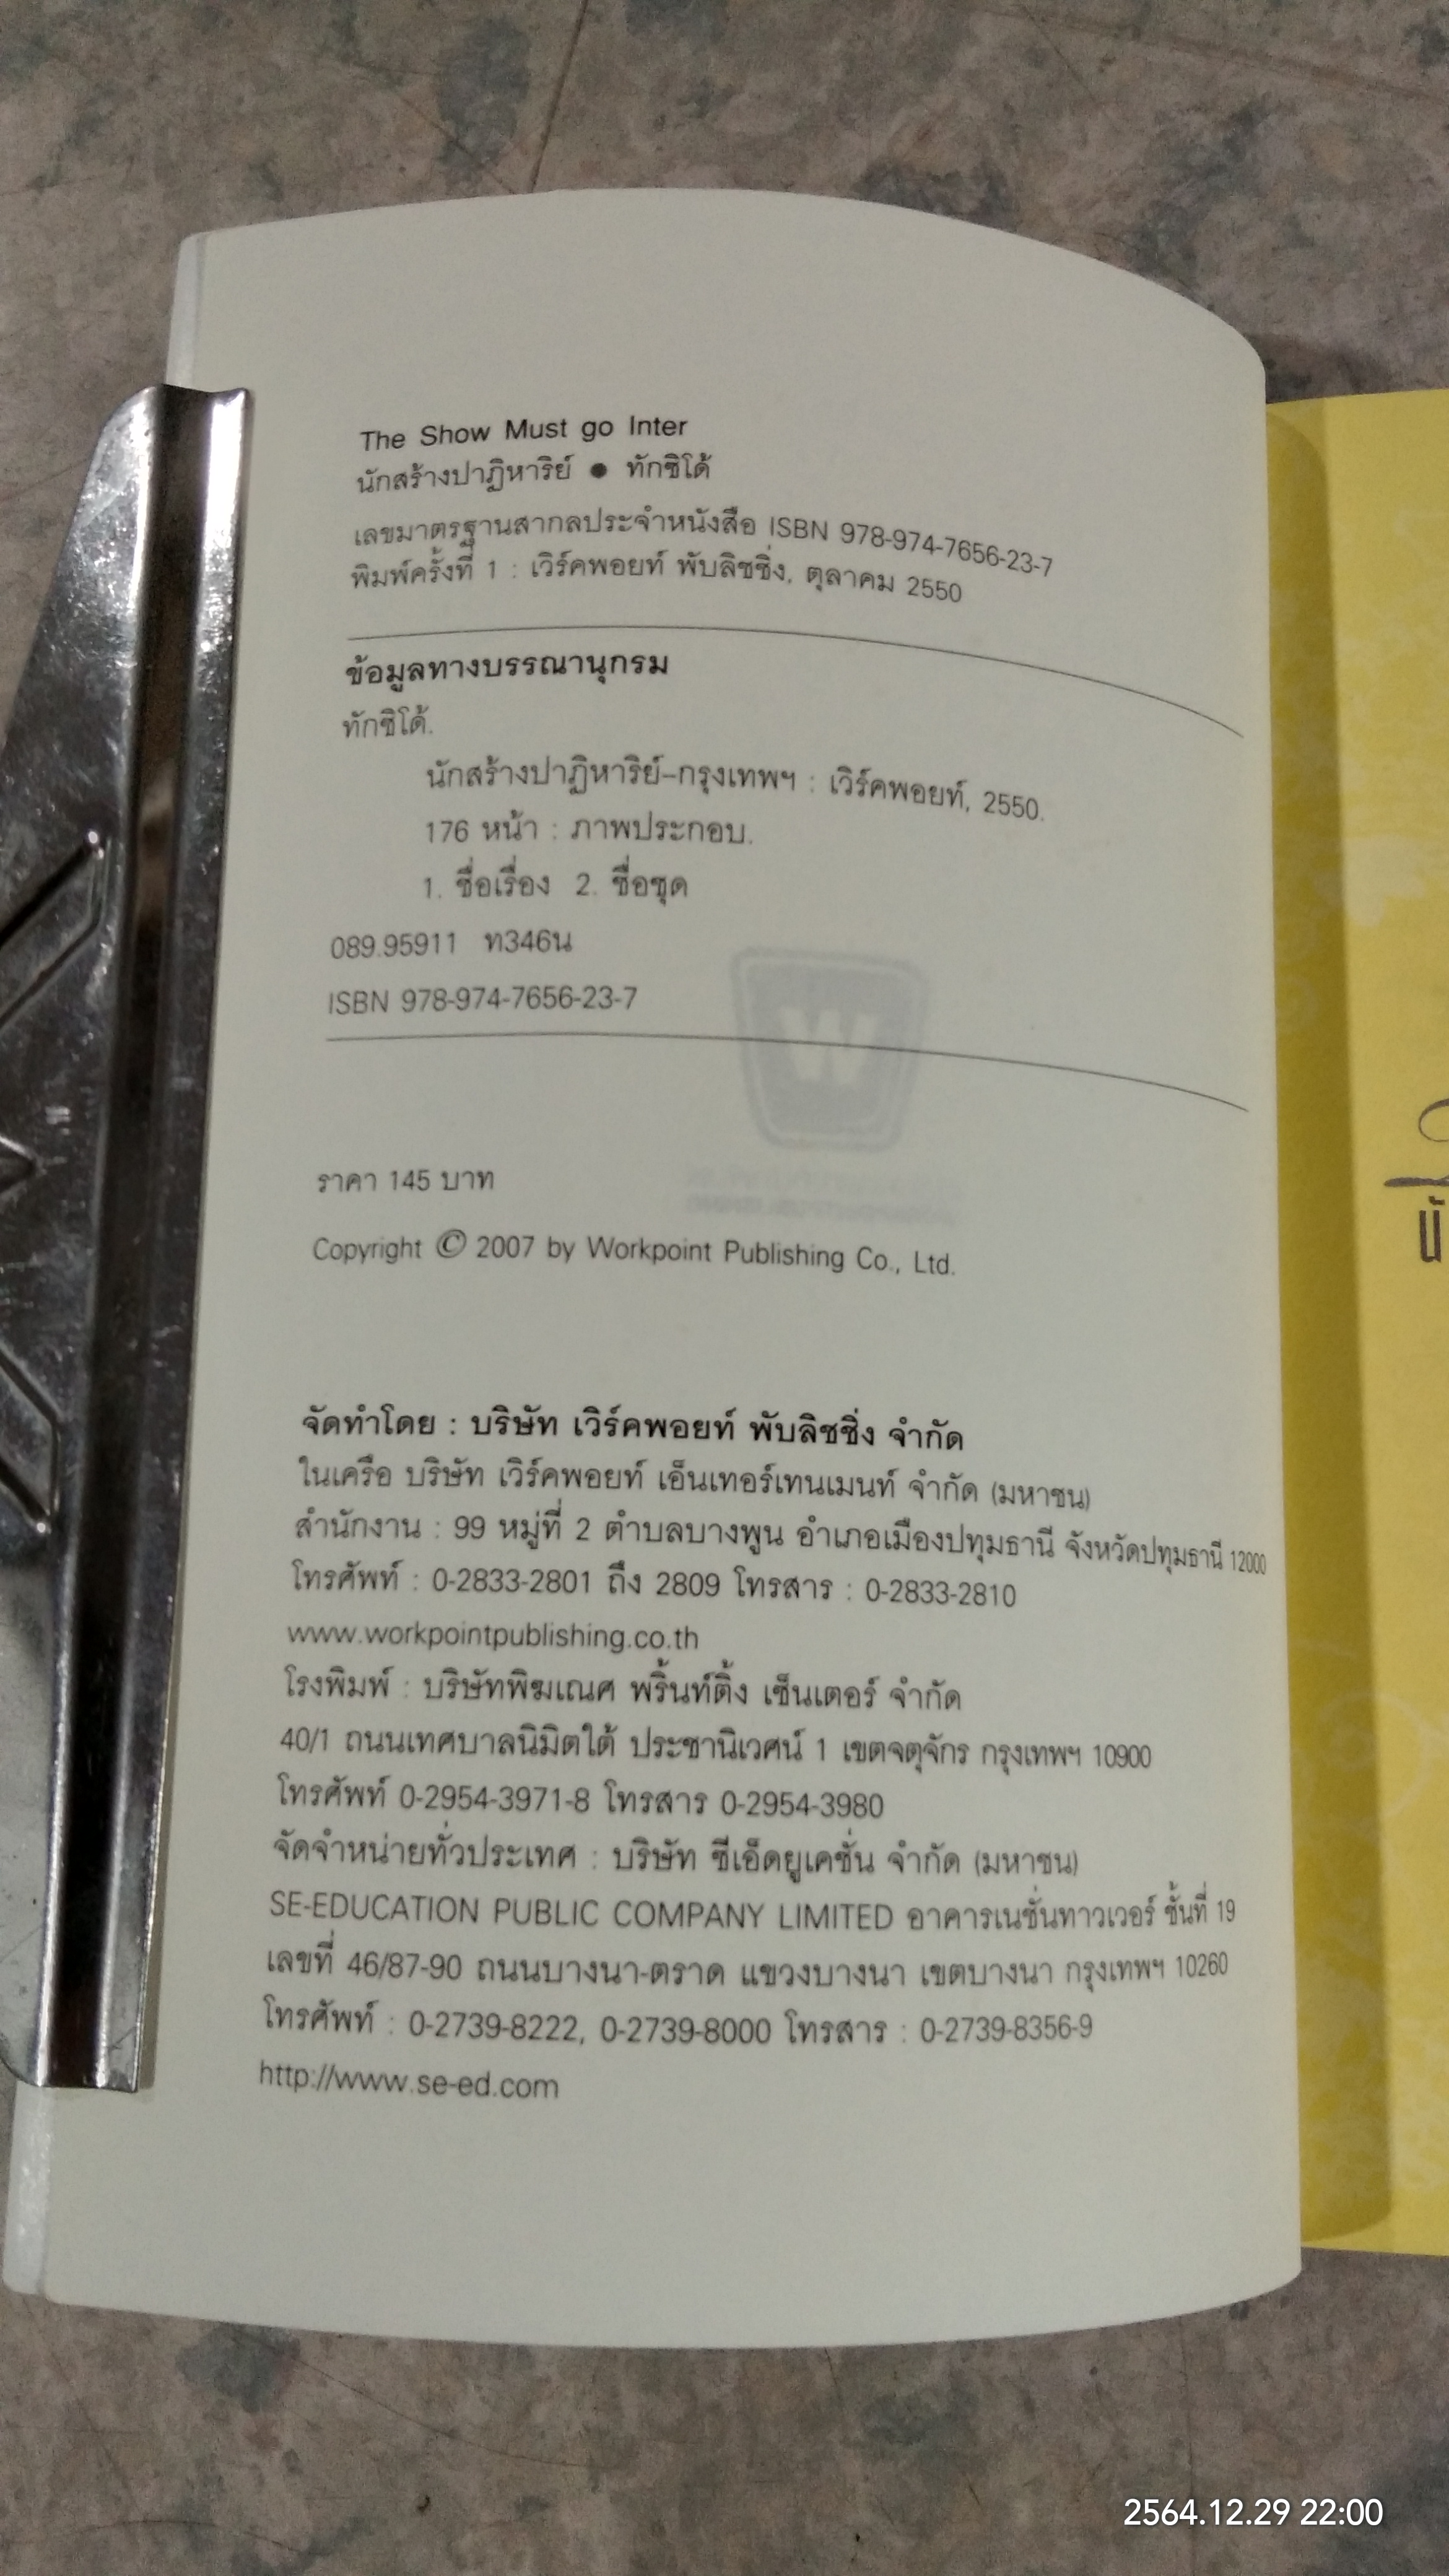 The Show Must go Inter
นักสร้างปาฏิหาริย์ ● ทักซิโด้
เลขมาตรฐานสากลประจำหนังสือ ISBN 978-974-7656-23-7
พิมพ์ครั้งที่ 1 : เวิร์คพอยท์ พับลิชชิ่ง, ตุลาคม 2550
ข้อมูลทางบรรณานุกรม
ทักซิโด้.
นักสร้างปาฏิหาริย์-กรุงเทพฯ : เวิร์คพอยท์, 2550.
176 หน้า : ภาพประกอบ.
1. ชื่อเรื่อง 2. ชื่อชุด
089.95911 ท346น
ISBN 978-974-7656-23-7
W
ราคา 145 บาท
Copyright © 2007 by Workpoint Publishing Co., Ltd.
จัดทำโดย : บริษัท เวิร์คพอยท์ พับลิชชิ่ง จำกัด
ในเครือ บริษัท เวิร์คพอยท์ เอ็นเทอร์เทนเมนท์ จำกัด (มหาชน)
สำนักงาน : 99 หมู่ที่ 2 ตำบลบางพูน อำเภอเมืองปทุมธานี จังหวัดปทุมธานี 12000
โทรศัพท์ : 0-2833-2801 ถึง 2809 โทรสาร : 0-2833-2810
www.workpointpublishing.co.th
โรงพิมพ์ : บริษัทพิฆเณศ พริ้นท์ติ้ง เซ็นเตอร์ จำกัด
40/1 ถนนเทศบาลนิมิตใต้ ประชานิเวศน์ 1 เขตจตุจักร กรุงเทพฯ 10900
โทรศัพท์ 0-2954-3971-8 โทรสาร 0-2954-3980
จัดจำหน่ายทั่วประเทศ : บริษัท ซีเอ็ดยูเคชั่น จำกัด (มหาชน)
SE-EDUCATION PUBLIC COMPANY LIMITED อาคารเนชั่นทาวเวอร์ ชั้นที่ 19
เลขที่ 46/87-90 ถนนบางนา-ตราด แขวงบางนา เขตบางนา กรุงเทพฯ 10260
โทรศัพท์ : 0-2739-8222, 0-2739-8000 โทรสาร : 0-2739-8356-9
http://www.se-ed.com
2564.12.29 22:00